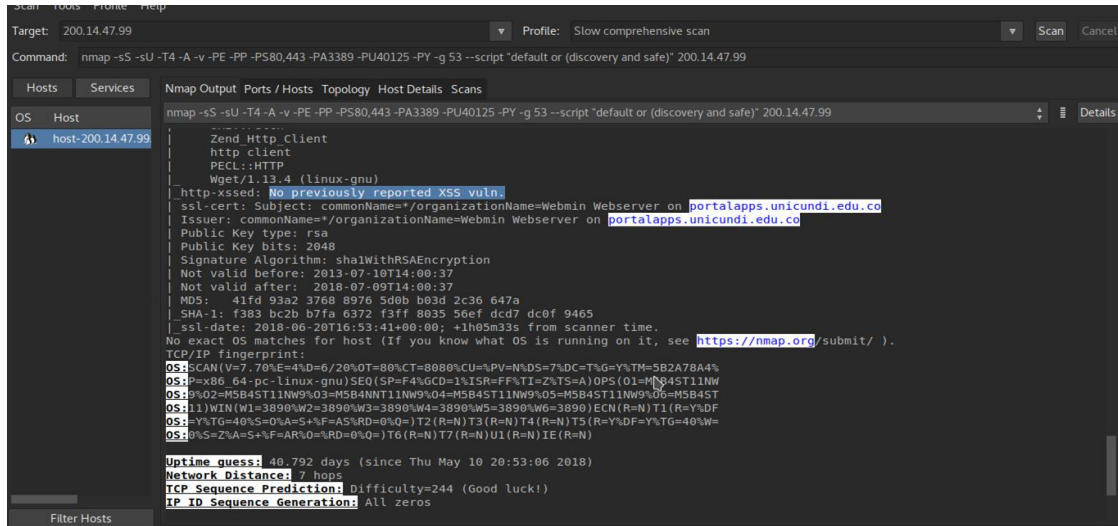 Scan Tools Profile Help
Target: 200.14.47.99 Profile: Slow comprehensive scan Scan Cancel
Command: nmap -sS -sU -T4 -A -v -PE -PP -PS80,443 -PA3389 -PU40125 -PY -g 53 --script "default or (discovery and safe)" 200.14.47.99
Hosts Services Nmap Output Ports / Hosts Topology Host Details Scans
OS Host nmap -sS -sU -T4 -A -v -PE -PP -PS80,443 -PA3389 -PU40125 -PY -g 53 --script "default or (discovery and safe)" 200.14.47.99 Details
host-200.14.47.99.
| Zend_Http_Client
| http client
| PECL::HTTP
|_ Wget/1.13.4 (linux-gnu)
|_http-xssed: No previously reported XSS vuln.
| ssl-cert: Subject: commonName=*/organizationName=Webmin Webserver on portalapps.unicundi.edu.co
| Issuer: commonName=*/organizationName=Webmin Webserver on portalapps.unicundi.edu.co
| Public Key type: rsa
| Public Key bits: 2048
| Signature Algorithm: sha1WithRSAEncryption
| Not valid before: 2013-07-10T14:00:37
| Not valid after: 2018-07-09T14:00:37
| MD5: 41fd 93a2 3768 8976 5d0b b03d 2c36 647a
|_SHA-1: f383 bc2b b7fa 6372 f3ff 8035 56ef dcd7 dc0f 9465
|_ssl-date: 2018-06-20T16:53:41+00:00; +1h05m33s from scanner time.
No exact OS matches for host (If you know what OS is running on it, see https://nmap.org/submit/ ).
TCP/IP fingerprint:
OS:SCAN(V=7.70%E=4%D=6/20%OT=80%CT=8080%CU=%PV=N%DS=7%DC=T%G=Y%TM=5B2A78A4%
OS:P=x86_64-pc-linux-gnu)SEQ(SP=F4%GCD=1%ISR=FF%TI=Z%TS=A)OPS(O1=M5B4ST11NW
OS:9%O2=M5B4ST11NW9%O3=M5B4NNT11NW9%O4=M5B4ST11NW9%O5=M5B4ST11NW9%O6=M5B4ST
OS:11)WIN(W1=3890%W2=3890%W3=3890%W4=3890%W5=3890%W6=3890)ECN(R=N)T1(R=Y%DF
OS:=Y%TG=40%S=O%A=S+%F=AS%RD=0%Q=)T2(R=N)T3(R=N)T4(R=N)T5(R=Y%DF=Y%TG=40%W=
OS:0%S=Z%A=S+%F=AR%O=%RD=0%Q=)T6(R=N)T7(R=N)U1(R=N)IE(R=N)
Uptime guess: 40.792 days (since Thu May 10 20:53:06 2018)
Network Distance: 7 hops
TCP Sequence Prediction: Difficulty=244 (Good luck!)
IP ID Sequence Generation: All zeros
Filter Hosts